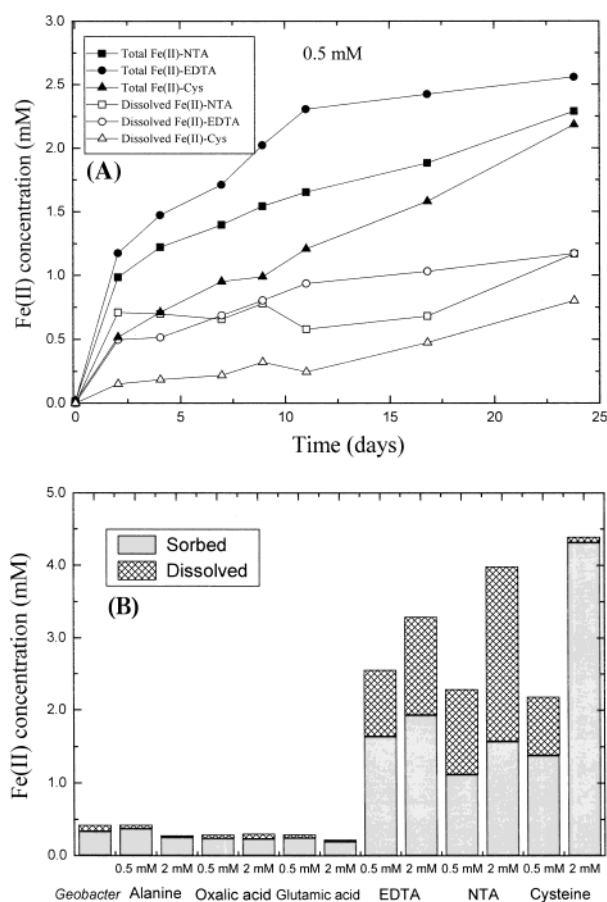 0.5 mM
Total Fe(II)-NTA
Total Fe(II)-EDTA
Total Fe(II)-Cys
Dissolved Fe(II)-NTA
Dissolved Fe(II)-EDTA
Dissolved Fe(II)-Cys
(A)
Fe(II) concentration (mM)
3.0
2.5
2.0
1.5
1.0
0.5
0.0
0 5 10 15 20 25
Time (days)
Sorbed
Dissolved
(B)
Fe(II) concentration (mM)
5.0
4.0
3.0
2.0
1.0
0.0
0.5 mM 2 mM 0.5 mM 2 mM 0.5 mM 2 mM 0.5 mM 2 mM 0.5 mM 2 mM 0.5 mM 2 mM
Geobacter Alanine Oxalic acid Glutamic acid EDTA NTA Cysteine